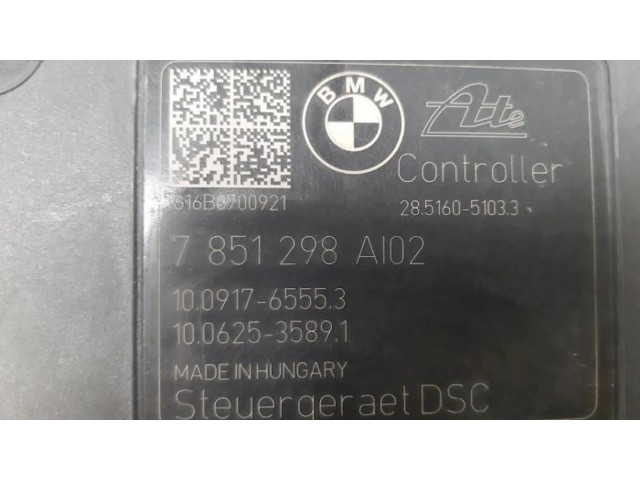 BMW
Ate
Controller
28.5160-5103.3
7 851 298 AI02
10.0917-6555.3
10.0625-3589.1
MADE IN HUNGARY
Steuergeraet DSC